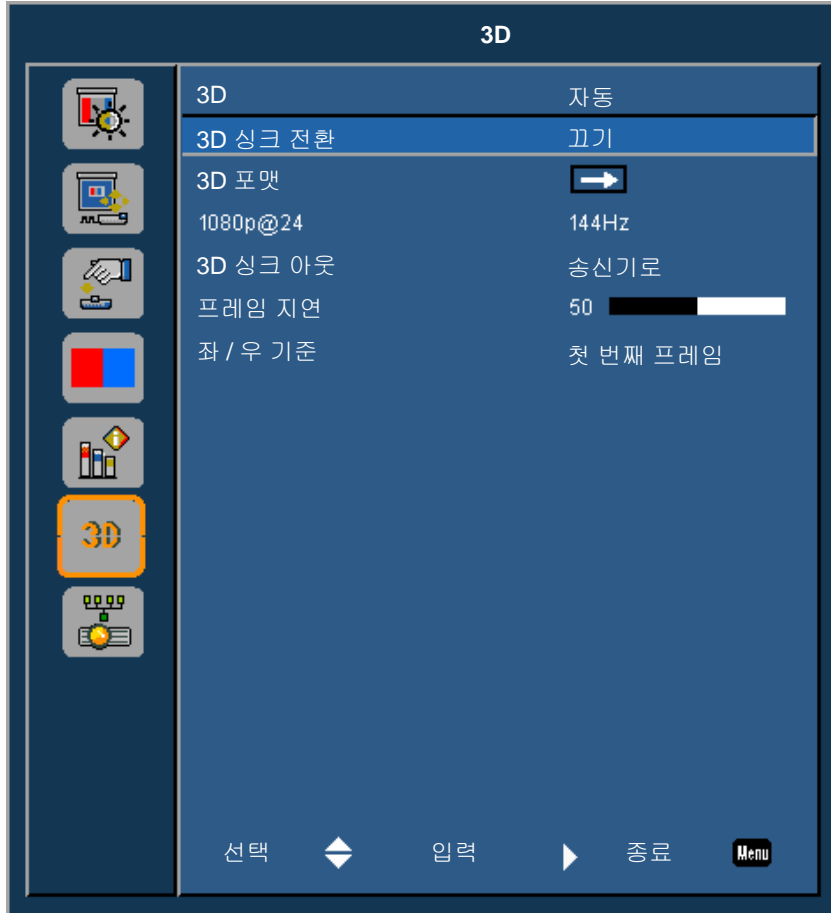 3D
3D 자동
3D 싱크 전환 끄기
3D 포맷
1080p@24 144Hz
3D 싱크 아웃 송신기로
프레임 지연 50
좌 / 우 기준 첫 번째 프레임
3D
선택 입력 종료 Menu